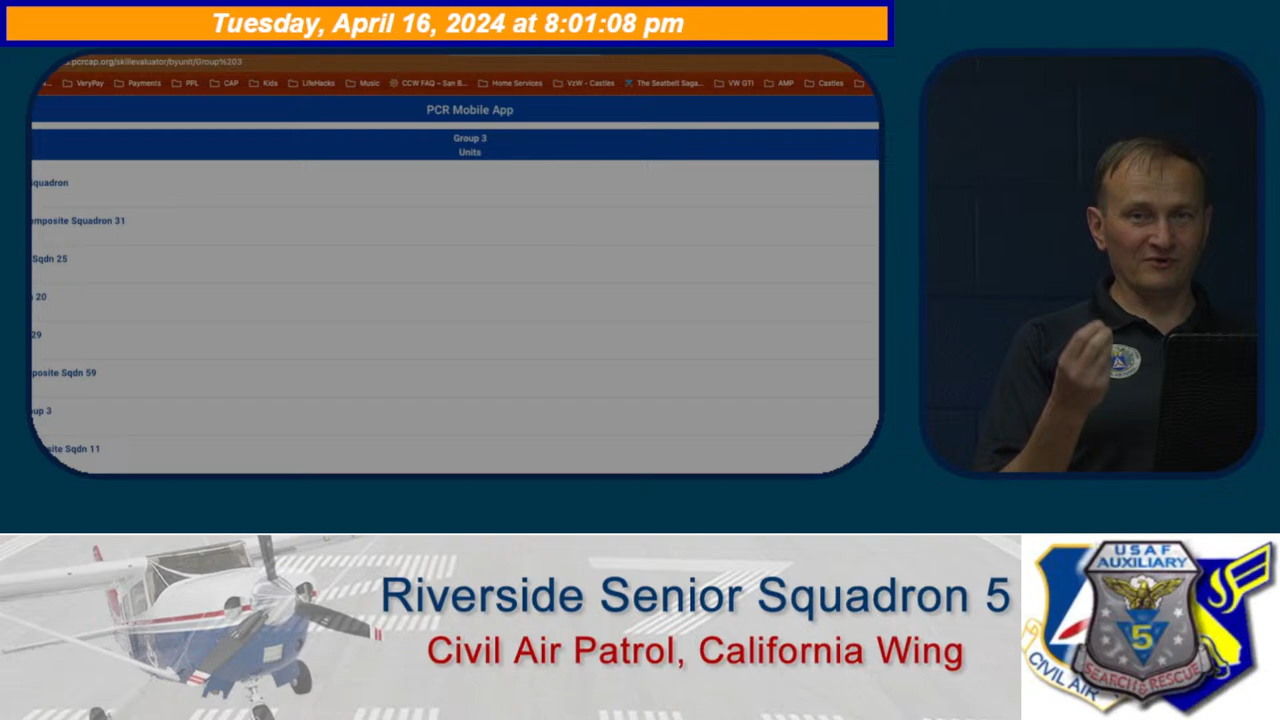 Tuesday, April 16, 2024 at 8:01:08 pm
pcrcap.org/skillevaluator/byunit/Group%203
VeryPay Payments PPL CAP Kids LifeHacks Music CCW FAQ – San B... Home Services VzW - Castles The Seatbelt Saga... VW GTI AMP Castles
PCR Mobile App
Group 3
Units
squadron
omposite Squadron 31
Sqdn 25
20
29
posite Sqdn 59
up 3
site Sqdn 11
Riverside Senior Squadron 5
Civil Air Patrol, California Wing
USAF
AUXILIARY
5
SEARCH & RESCUE
CIVIL AIR